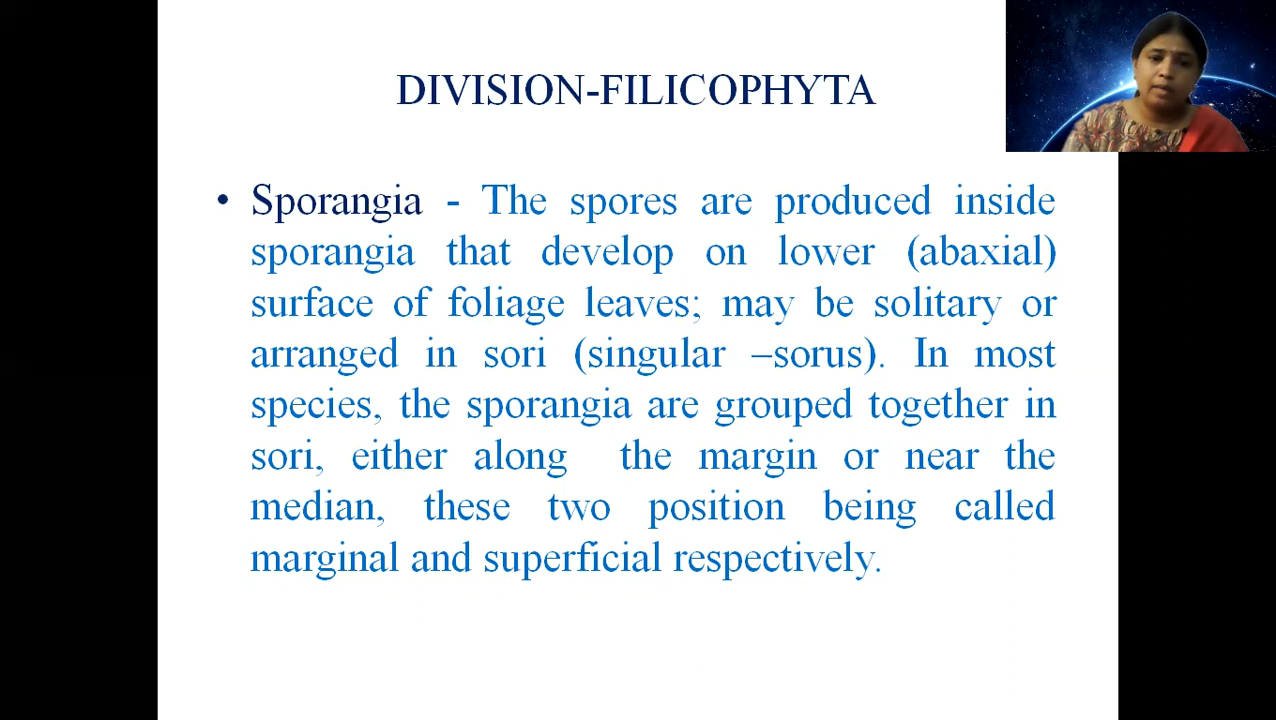 DIVISION-FILICOPHYTA
• Sporangia - The spores are produced inside
sporangia that develop on lower (abaxial)
surface of foliage leaves; may be solitary or
arranged in sori (singular –sorus). In most
species, the sporangia are grouped together in
sori, either along the margin or near the
median, these two position being called
marginal and superficial respectively.